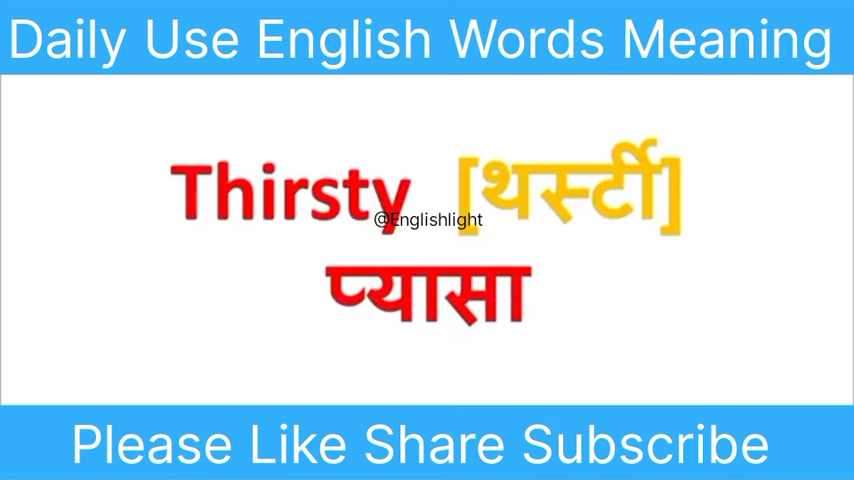 Daily Use English Words Meaning
Thirsty [थर्स्टी]
@Englishlight
प्यासा
Please Like Share Subscribe